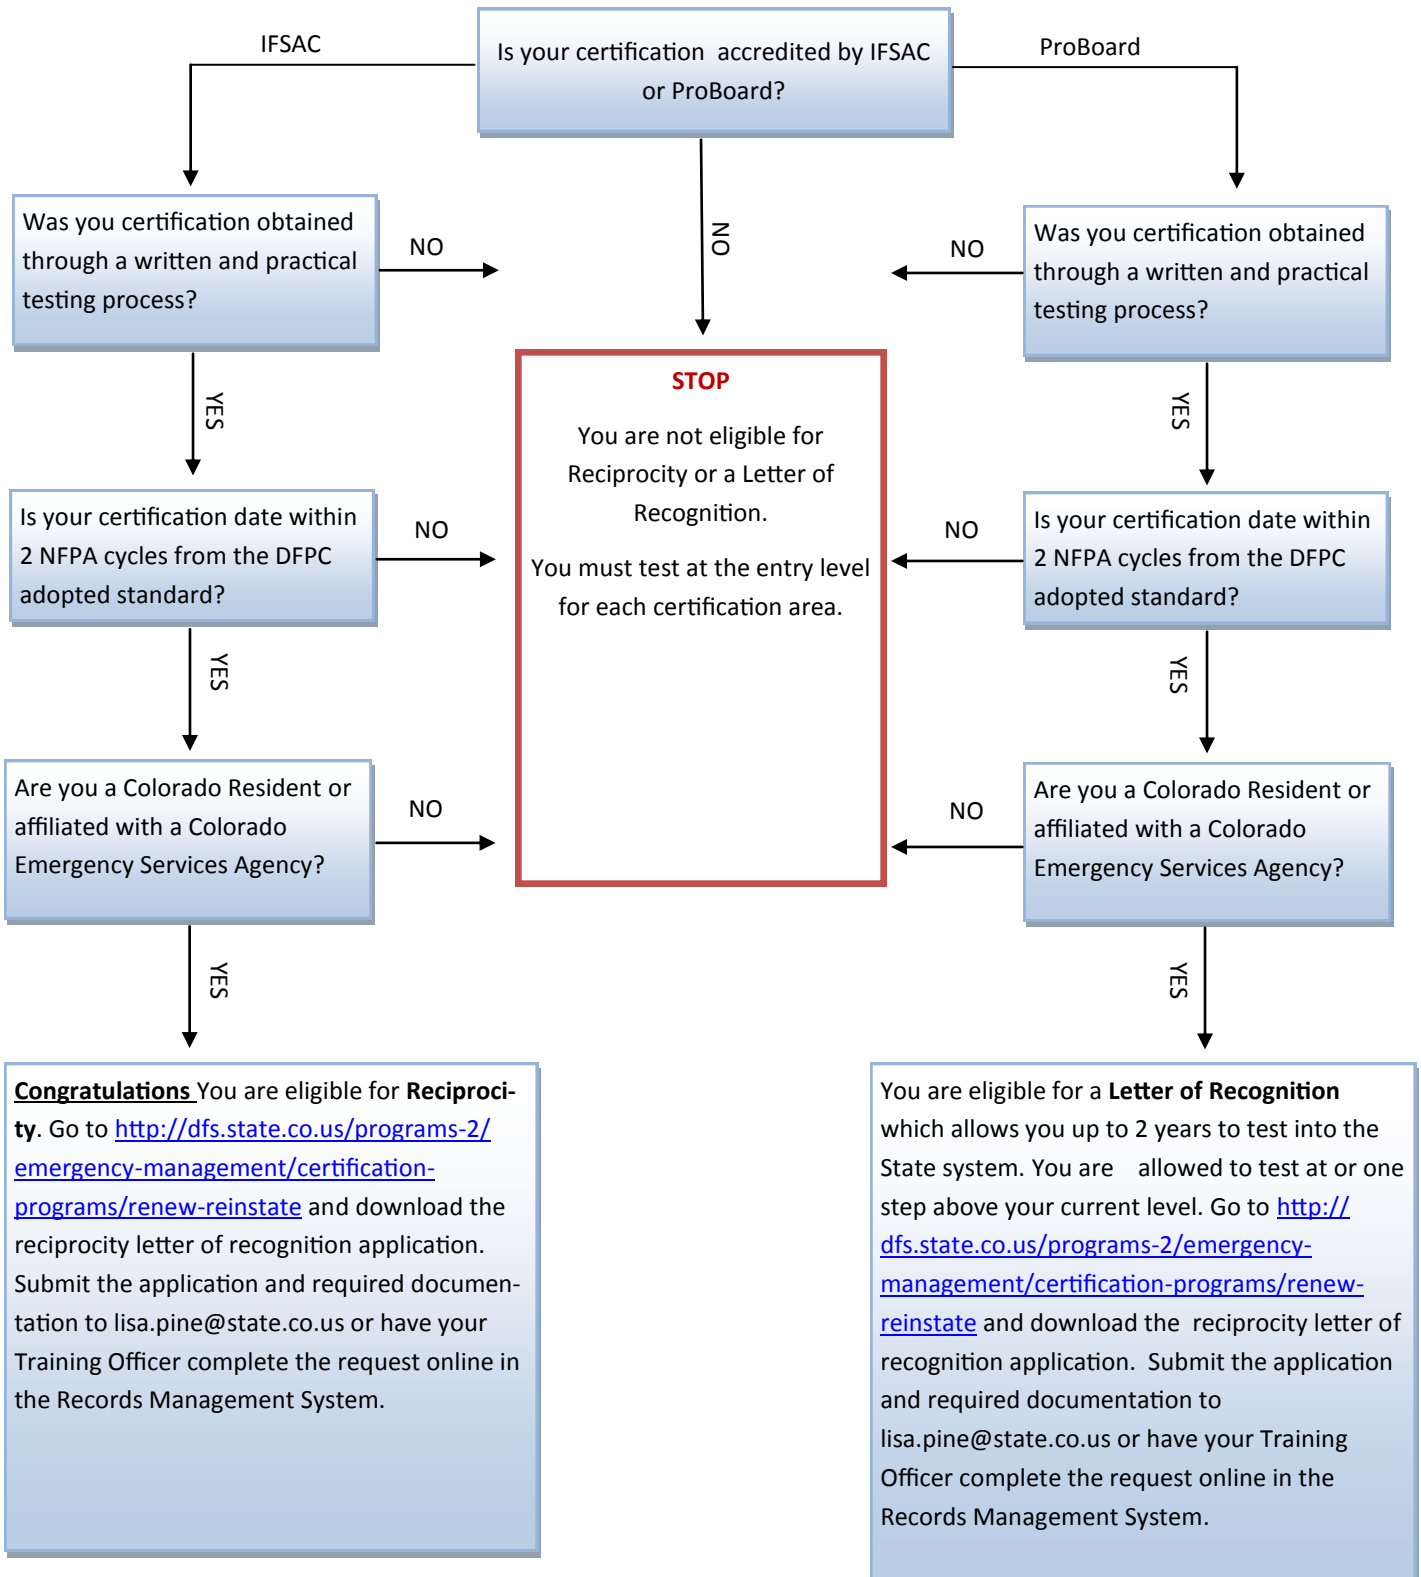 IFSAC
Is your certification  accredited by IFSAC
or ProBoard?
ProBoard
NO
Was you certification obtained
through a written and practical
testing process?
NO
YES
Is your certification date within
2 NFPA cycles from the DFPC
adopted standard?
NO
YES
Are you a Colorado Resident or
affiliated with a Colorado
Emergency Services Agency?
NO
YES
STOP
You are not eligible for
Reciprocity or a Letter of
Recognition.
You must test at the entry level
for each certification area.
NO
Was you certification obtained
through a written and practical
testing process?
YES
NO
Is your certification date within
2 NFPA cycles from the DFPC
adopted standard?
YES
NO
Are you a Colorado Resident or
affiliated with a Colorado
Emergency Services Agency?
YES
Congratulations You are eligible for Reciproci-
ty. Go to http://dfs.state.co.us/programs-2/
emergency-management/certification-
programs/renew-reinstate and download the
reciprocity letter of recognition application.
Submit the application and required documen-
tation to lisa.pine@state.co.us or have your
Training Officer complete the request online in
the Records Management System.
You are eligible for a Letter of Recognition
which allows you up to 2 years to test into the
State system. You are    allowed to test at or one
step above your current level. Go to http://
dfs.state.co.us/programs-2/emergency-
management/certification-programs/renew-
reinstate and download the  reciprocity letter of
recognition application.  Submit the application
and required documentation to
lisa.pine@state.co.us or have your Training
Officer complete the request online in the
Records Management System.